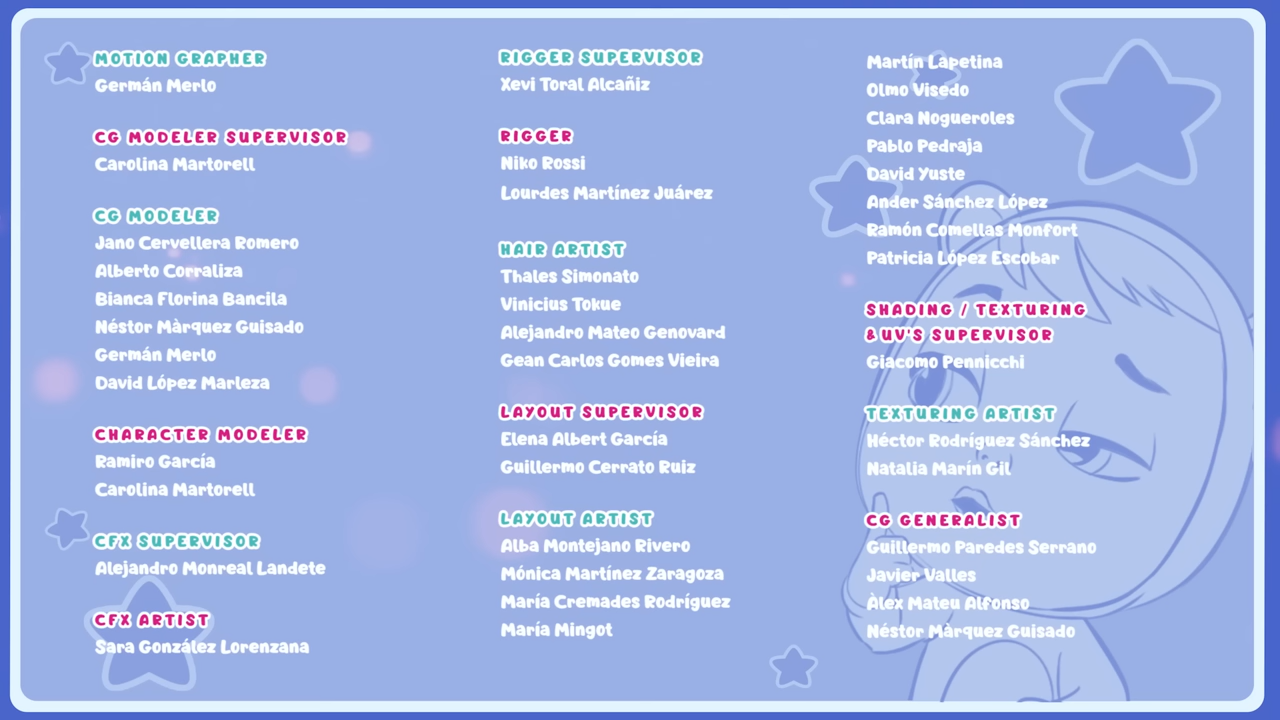 MOTION GRAPHER
Germán Merlo
CG MODELER SUPERVISOR
Carolina Martorell
CG MODELER
Jano Cervellera Romero
Alberto Corraliza
Bianca Florina Bancila
Néstor Màrquez Guisado
Germán Merlo
David López Marleza
CHARACTER MODELER
Ramiro García
Carolina Martorell
CFX SUPERVISOR
Alejandro Monreal Landete
CFX ARTIST
Sara González Lorenzana
RIGGER SUPERVISOR
Xevi Toral Alcañiz
RIGGER
Niko Rossi
Lourdes Martínez Juárez
HAIR ARTIST
Thales Simonato
Vinicius Tokue
Alejandro Mateo Genovard
Gean Carlos Gomes Vieira
LAYOUT SUPERVISOR
Elena Albert García
Guillermo Cerrato Ruiz
LAYOUT ARTIST
Alba Montejano Rivero
Mónica Martínez Zaragoza
María Cremades Rodríguez
María Mingot
Martín Lapetina
Olmo Visedo
Clara Nogueroles
Pablo Pedraja
David Yuste
Ander Sánchez López
Ramón Comellas Monfort
Patricia López Escobar
SHADING / TEXTURING
& UV'S SUPERVISOR
Giacomo Pennicchi
TEXTURING ARTIST
Héctor Rodríguez Sánchez
Natalia Marín Gil
CG GENERALIST
Guillermo Paredes Serrano
Javier Valles
Àlex Mateu Alfonso
Néstor Màrquez Guisado